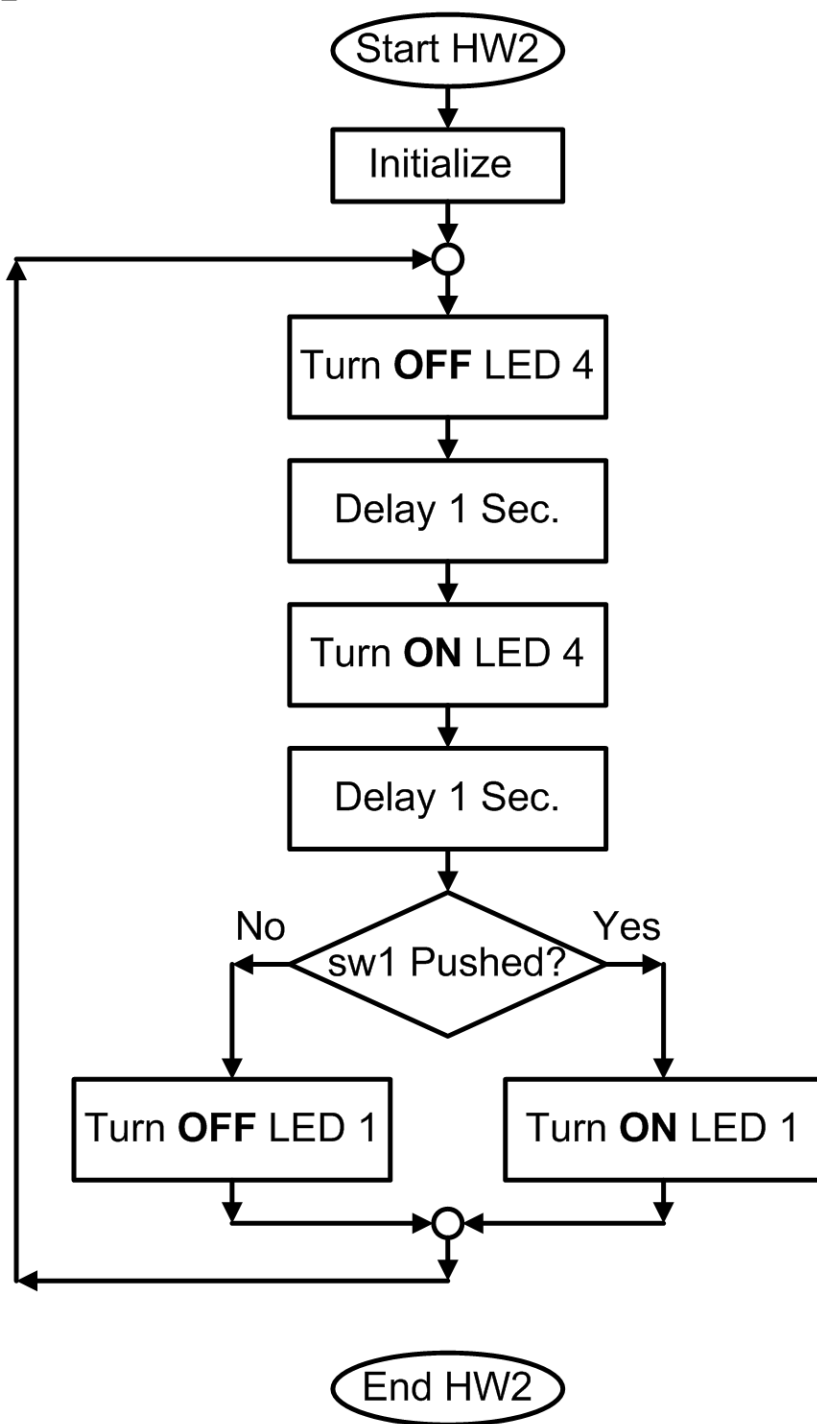 Start HW2
Initialize
Turn OFF LED 4
Delay 1 Sec.
Turn ON LED 4
Delay 1 Sec.
No
Yes
sw1 Pushed?
Turn OFF LED 1
Turn ON LED 1
End HW2